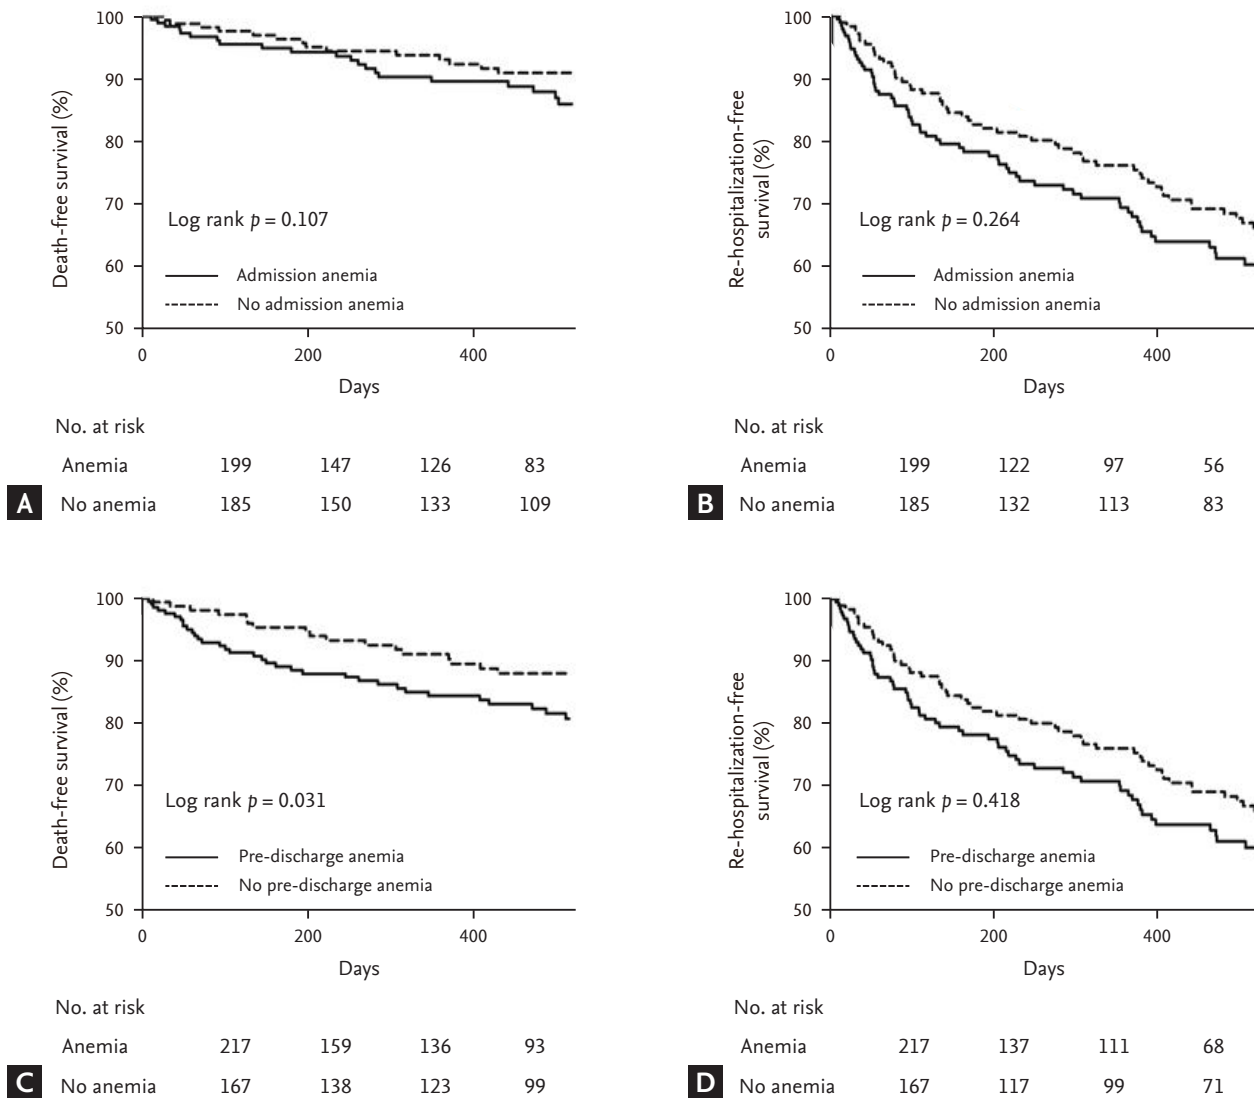 100
90
80
70
60
50
Death-free survival (%)
Log rank p = 0.107
Admission anemia
No admission anemia
0 200 400
Days
No. at risk
Anemia 199 147 126 83
No anemia 185 150 133 109
A
100
90
80
70
60
50
Re-hospitalization-free
survival (%)
Log rank p = 0.264
Admission anemia
No admission anemia
0 200 400
Days
No. at risk
Anemia 199 122 97 56
No anemia 185 132 113 83
B
100
90
80
70
60
50
Death-free survival (%)
Log rank p = 0.031
Pre-discharge anemia
No pre-discharge anemia
0 200 400
Days
No. at risk
Anemia 217 159 136 93
No anemia 167 138 123 99
C
100
90
80
70
60
50
Re-hospitalization-free
survival (%)
Log rank p = 0.418
Pre-discharge anemia
No pre-discharge anemia
0 200 400
Days
No. at risk
Anemia 217 137 111 68
No anemia 167 117 99 71
D